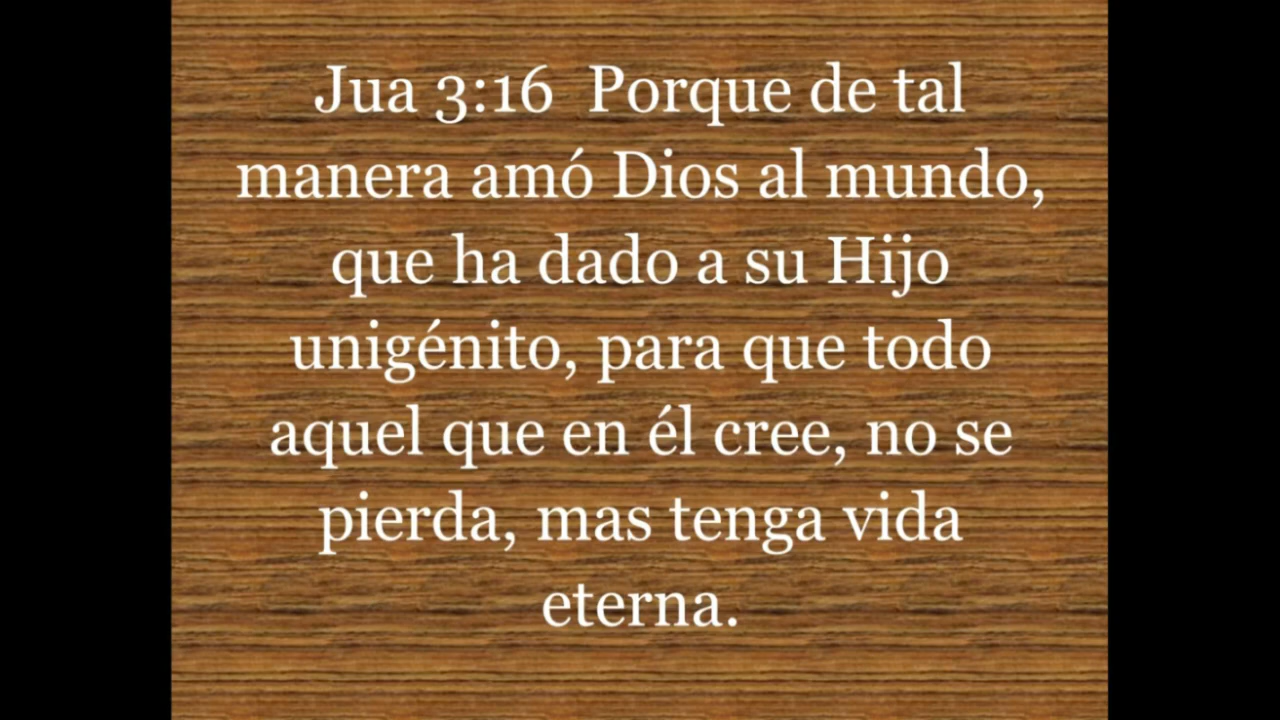 Jua 3:16  Porque de tal
manera amó Dios al mundo,
que ha dado a su Hijo
unigénito, para que todo
aquel que en él cree, no se
pierda, mas tenga vida
eterna.